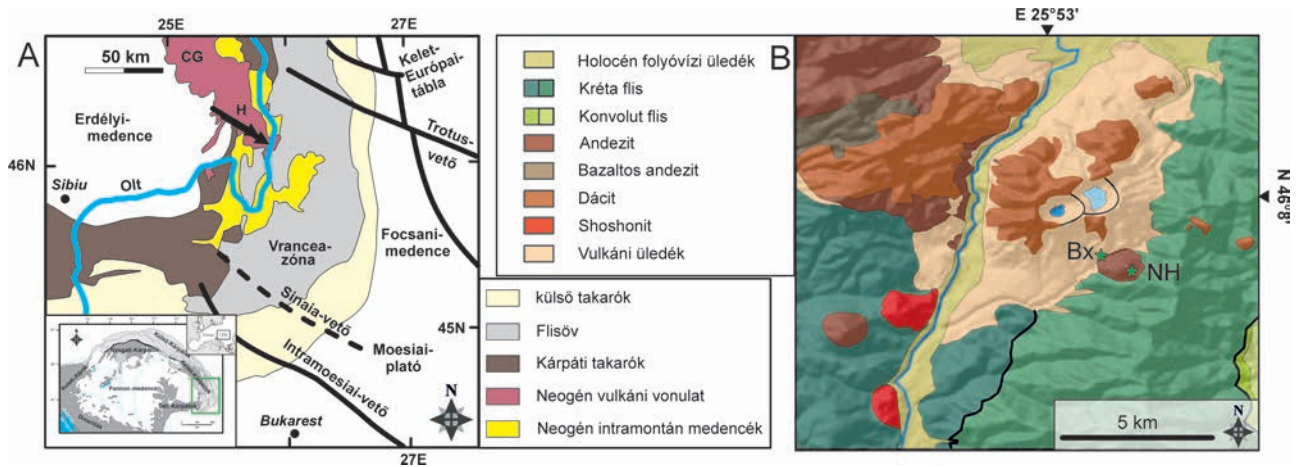 A
25E
27E
50 km
CG
H
Kelet-
Európai-
tábla
Erdélyi-
medence
Trotus-
vető
46N
Sibiu
Olt
Focsani-
medence
Vrancea-
zóna
Sinaia-vető
45N
Moesiai-
plató
Intramoesiai-vető
Bukarest
N
27E
Pannon-medence
Holocén folyóvízi üledék
Kréta flis
Konvolut flis
Andezit
Bazaltos andezit
Dácit
Shoshonit
Vulkáni üledék
külső takarók
Flisöv
Kárpáti takarók
Neogén vulkáni vonulat
Neogén intramontán medencék
B
E 25°53'
N 46°8'
Bx
NH
5 km
N